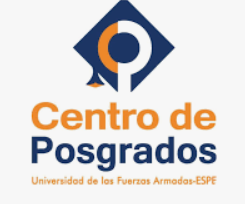 Centro de
Posgrados
Universidad de las Fuerzas Armadas-ESPE